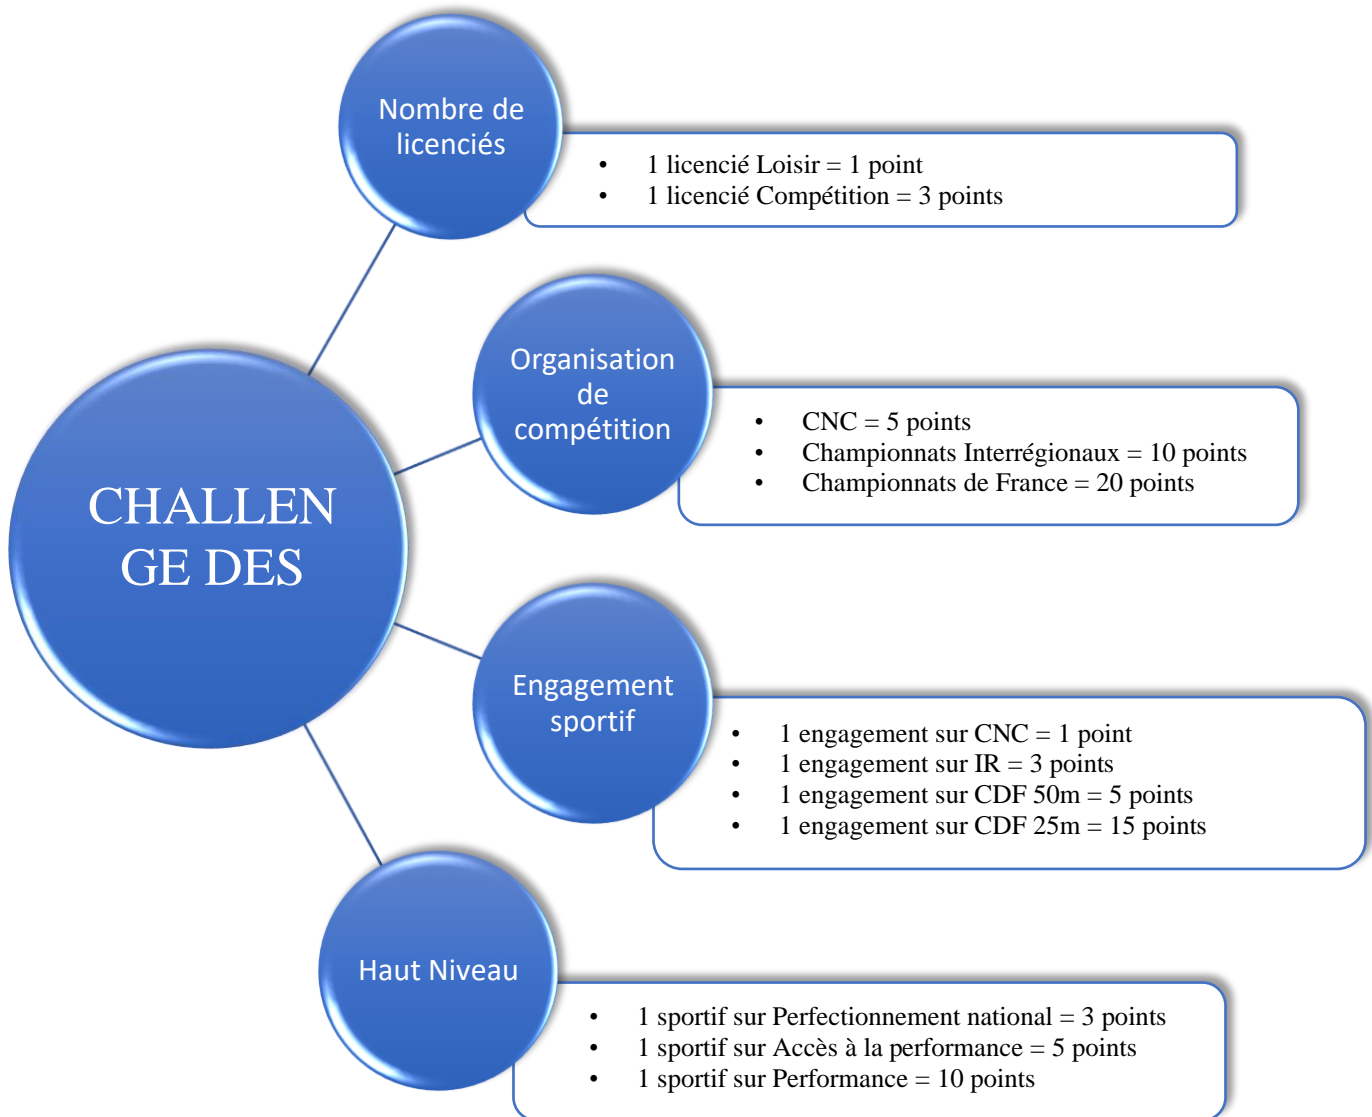 Nombre de
licenciés
• 1 licencié Loisir = 1 point
• 1 licencié Compétition = 3 points
Organisation
de
compétition
• CNC = 5 points
• Championnats Interrégionaux = 10 points
• Championnats de France = 20 points
CHALLEN
GE DES
Engagement
sportif
• 1 engagement sur CNC = 1 point
• 1 engagement sur IR = 3 points
• 1 engagement sur CDF 50m = 5 points
• 1 engagement sur CDF 25m = 15 points
Haut Niveau
• 1 sportif sur Perfectionnement national = 3 points
• 1 sportif sur Accès à la performance = 5 points
• 1 sportif sur Performance = 10 points